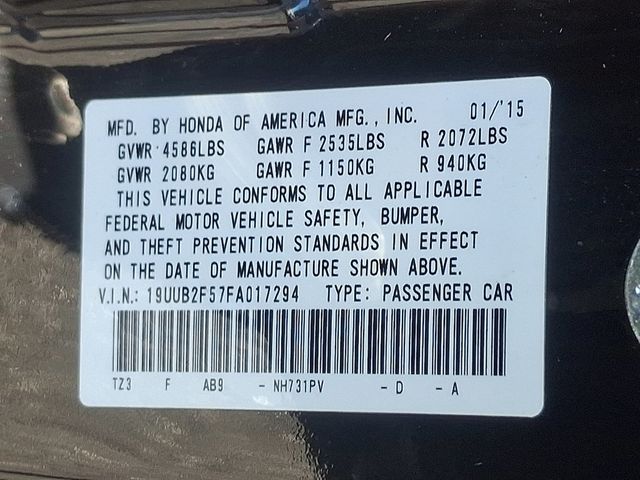 MFD. BY HONDA OF AMERICA MFG., INC. 01/'15
GVWR 4586LBS GAWR F 2535LBS R 2072LBS
GVWR 2080KG GAWR F 1150KG R 940KG
THIS VEHICLE CONFORMS TO ALL APPLICABLE
FEDERAL MOTOR VEHICLE SAFETY, BUMPER,
AND THEFT PREVENTION STANDARDS IN EFFECT
ON THE DATE OF MANUFACTURE SHOWN ABOVE.
V.I.N.: 19UUB2F57FA017294 TYPE: PASSENGER CAR
TZ3 F AB9 - NH731PV - D - A